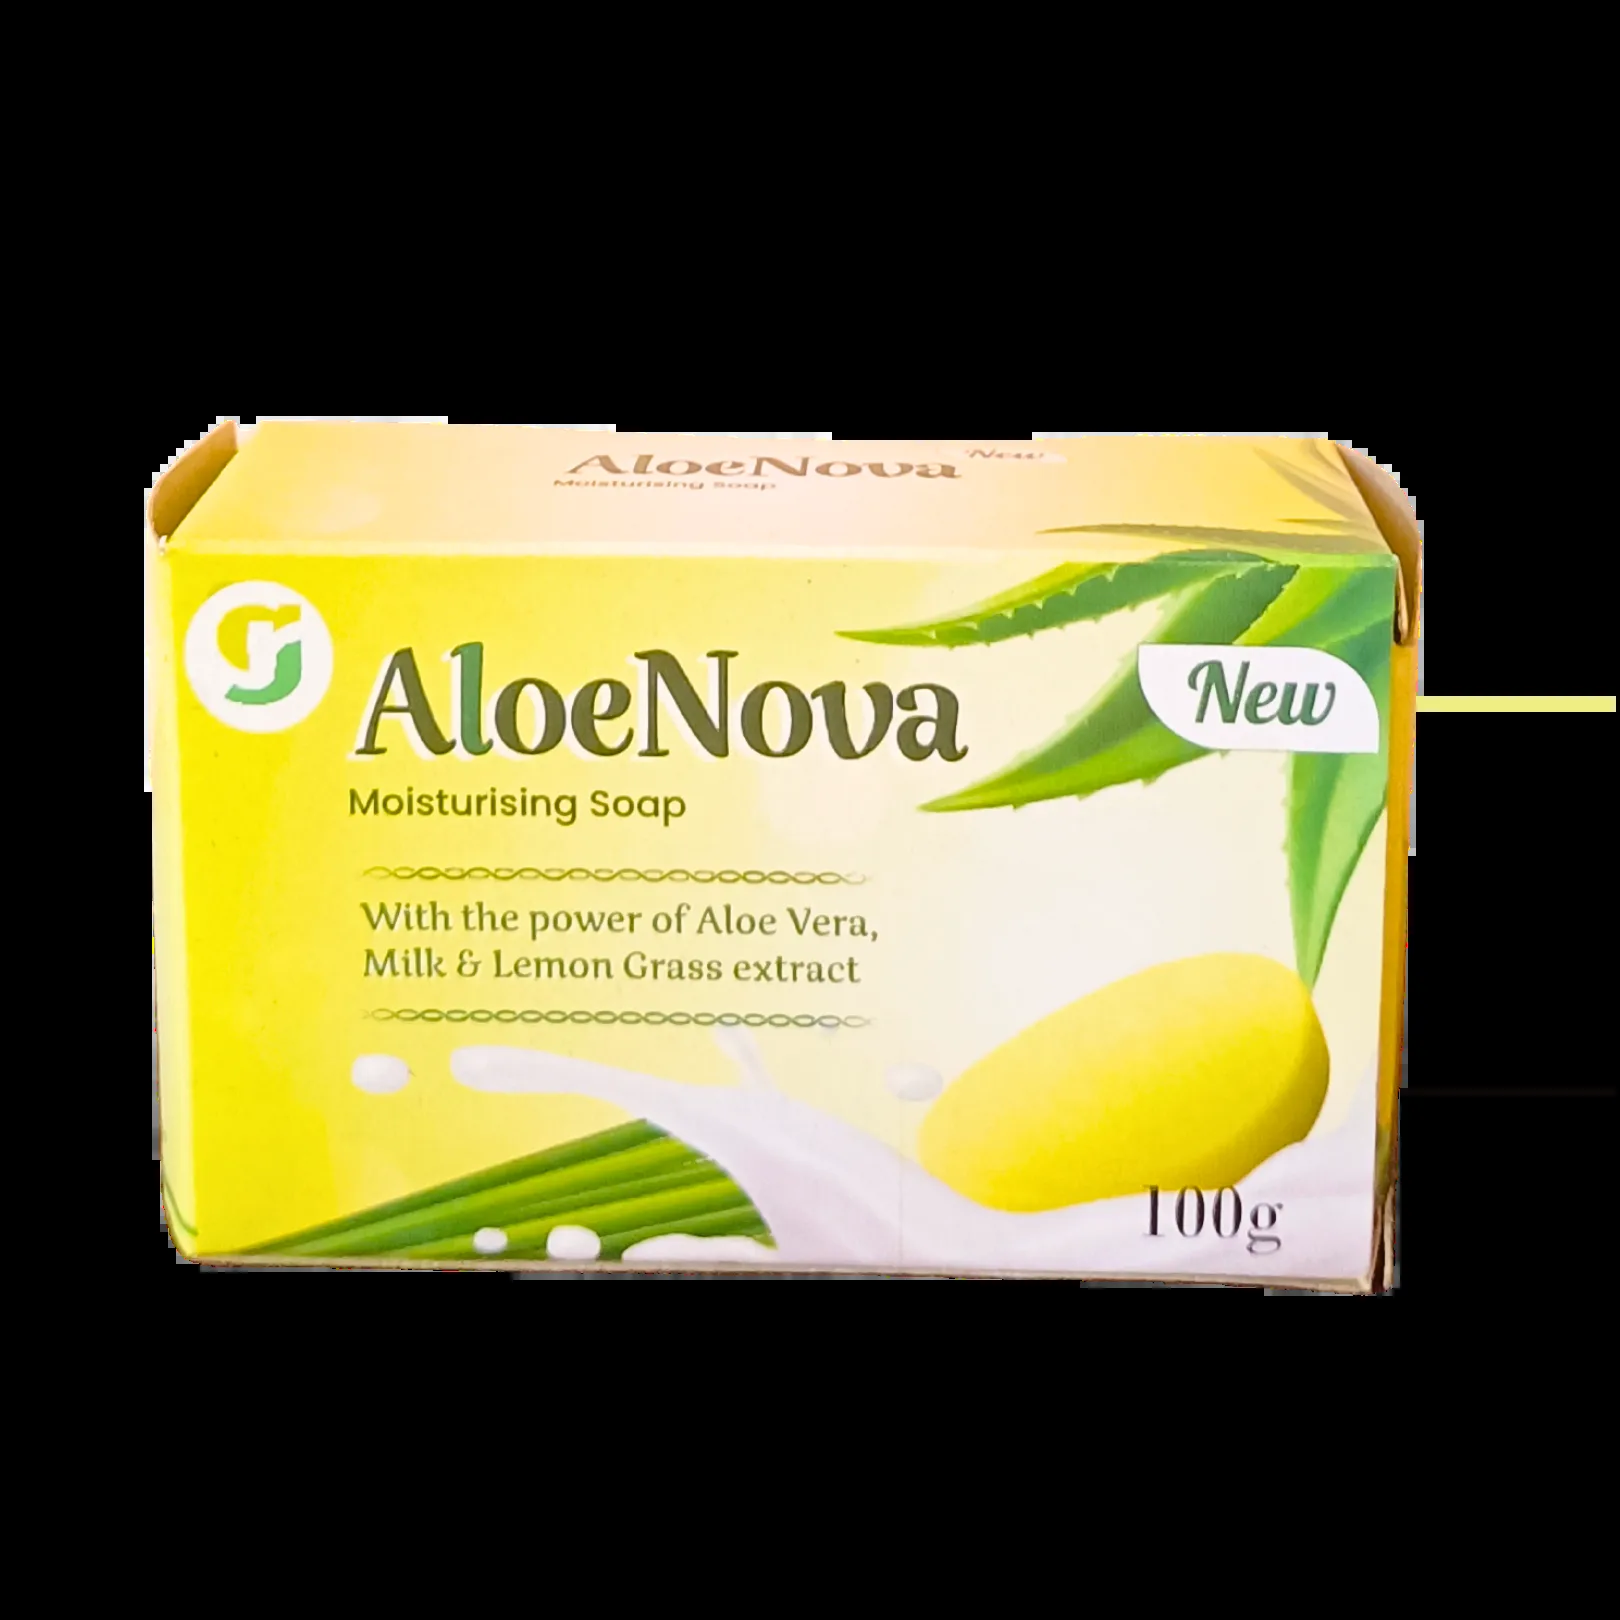 AloeNova New
Moisturising Soap
Gr
AloeNova
New
Moisturising Soap
With the power of Aloe Vera,
Milk & Lemon Grass extract
100g